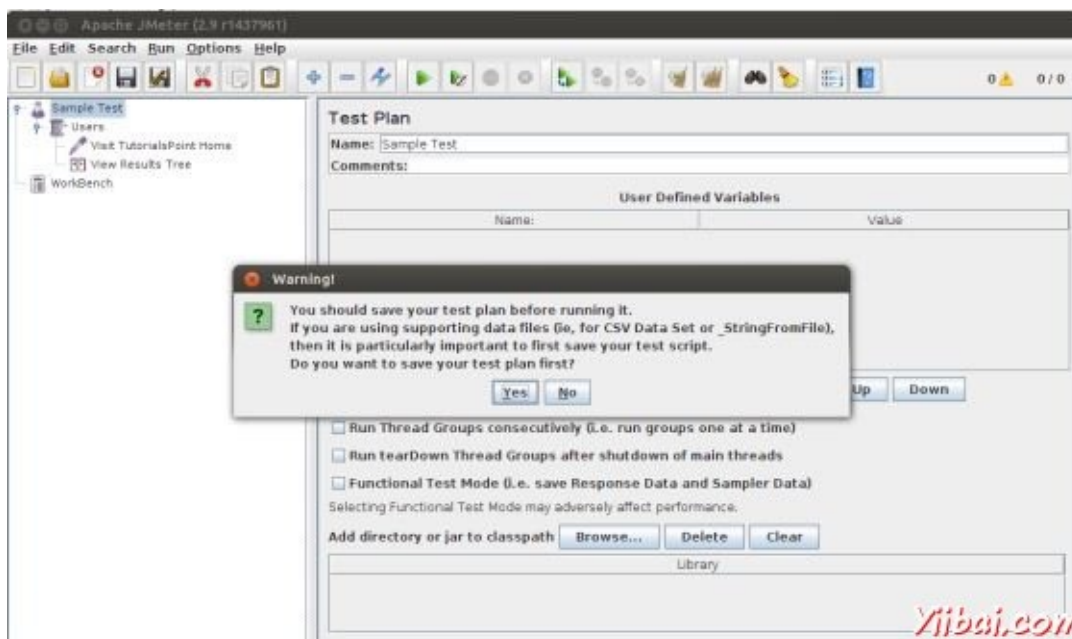 Apache JMeter (2.9 r1437961)
File Edit Search Run Options Help
0 0 / 0
Sample Test
Users
Visit TutorialsPoint Home
View Results Tree
WorkBench
Test Plan
Name: Sample Test
Comments:
User Defined Variables
Name: Value
Warning!
?
You should save your test plan before running it.
If you are using supporting data files (ie, for CSV Data Set or _StringFromFile),
then it is particularly important to first save your test script.
Do you want to save your test plan first?
Yes No
Up Down
Run Thread Groups consecutively (i.e. run groups one at a time)
Run tearDown Thread Groups after shutdown of main threads
Functional Test Mode (i.e. save Response Data and Sampler Data)
Selecting Functional Test Mode may adversely affect performance.
Add directory or jar to classpath Browse... Delete Clear
Library
Yiibai.com